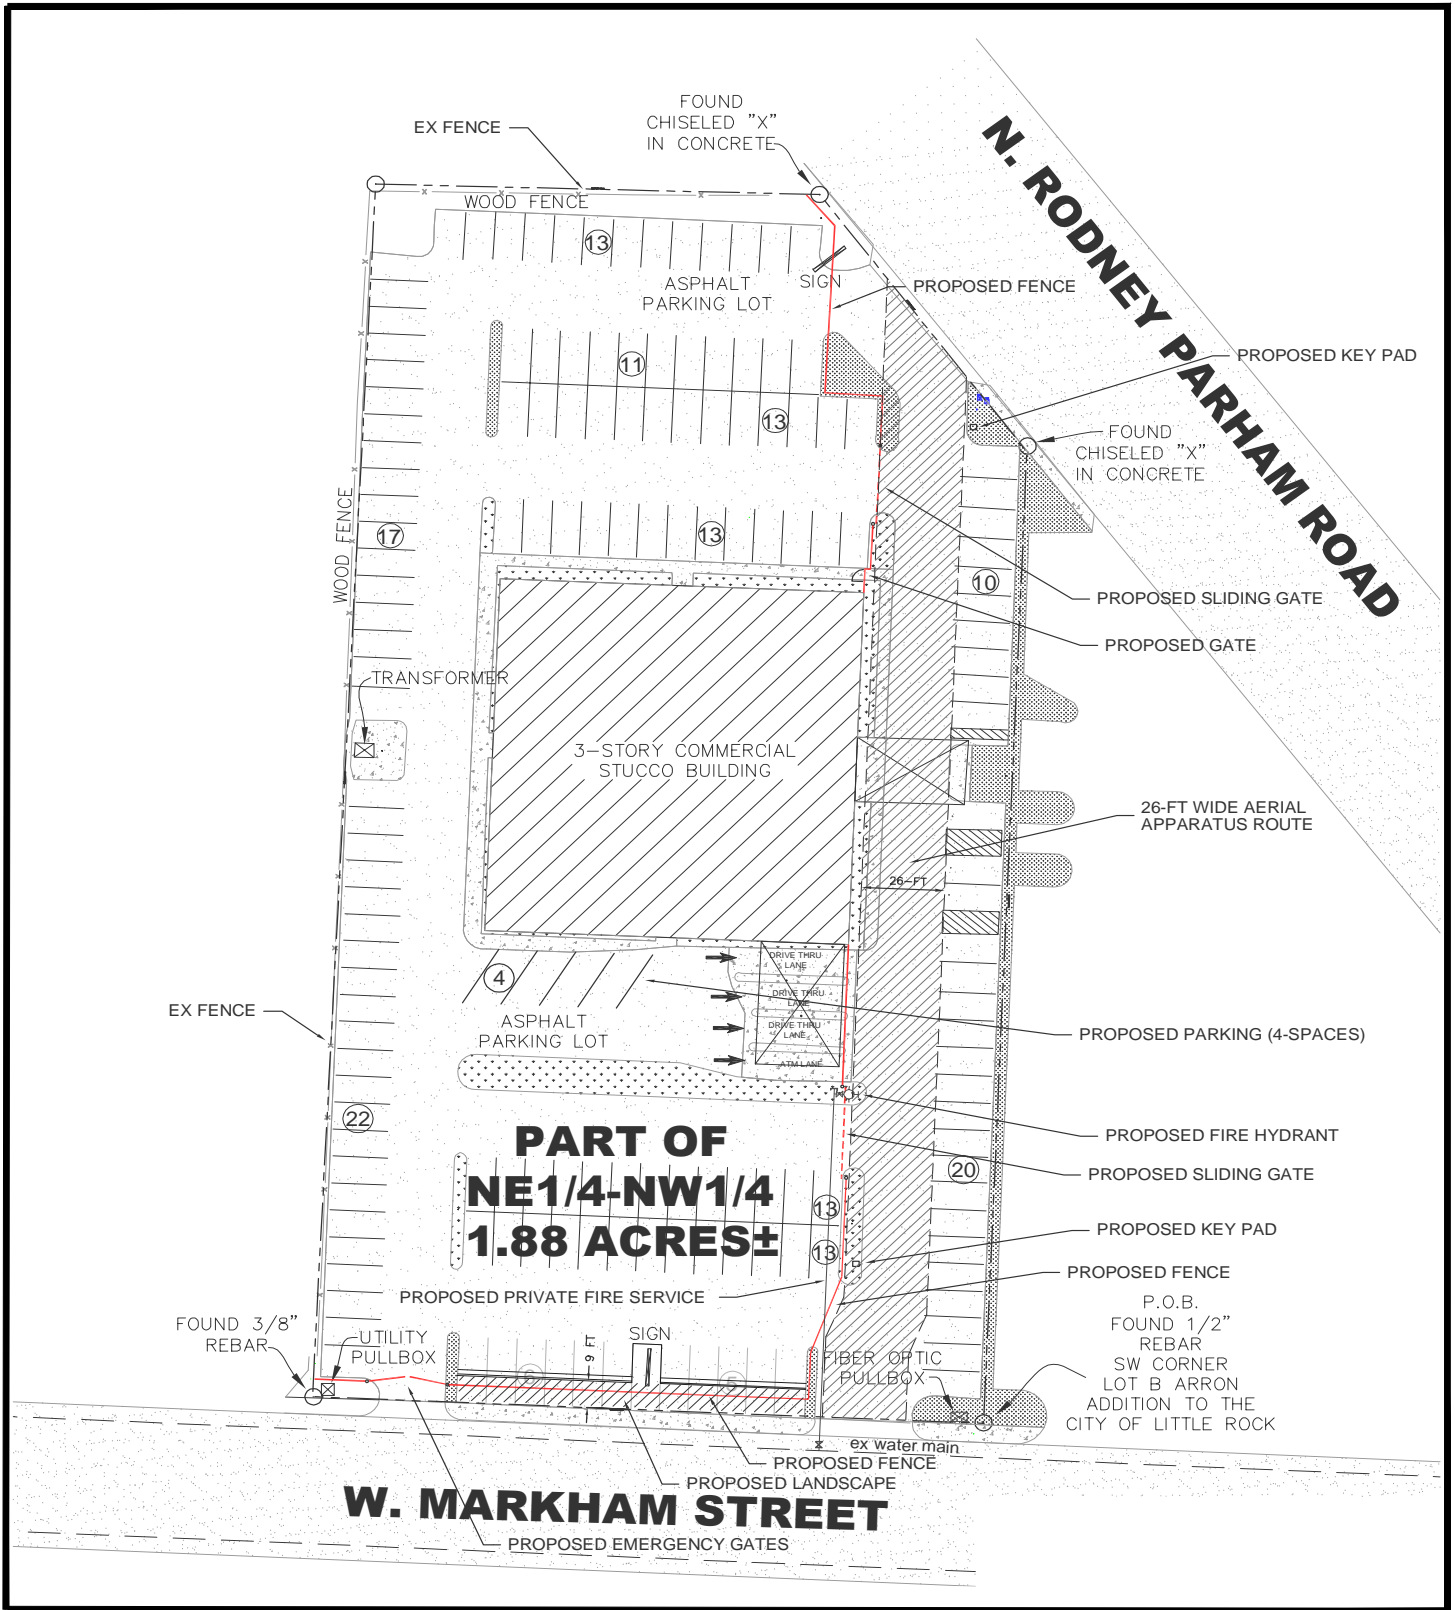 FOUND
CHISELED "X"
IN CONCRETE
EX FENCE
N. RODNEY PARHAM ROAD
WOOD FENCE
13
ASPHALT
PARKING LOT
SIGN
PROPOSED FENCE
11
PROPOSED KEY PAD
13
FOUND
CHISELED "X"
IN CONCRETE
WOOD FENCE
17
13
10
PROPOSED SLIDING GATE
PROPOSED GATE
TRANSFORMER
3-STORY COMMERCIAL
STUCCO BUILDING
26-FT WIDE AERIAL
APPARATUS ROUTE
26-FT
4
DRIVE THRU
LANE
DRIVE THRU
LANE
DRIVE THRU
LANE
ATM LANE
EX FENCE
ASPHALT
PARKING LOT
PROPOSED PARKING (4-SPACES)
22
PART OF
NE1/4-NW1/4
1.88 ACRES±
PROPOSED FIRE HYDRANT
20
PROPOSED SLIDING GATE
13
13
PROPOSED KEY PAD
PROPOSED FENCE
PROPOSED PRIVATE FIRE SERVICE
P.O.B.
FOUND 1/2"
REBAR
SW CORNER
LOT B ARRON
ADDITION TO THE
CITY OF LITTLE ROCK
FOUND 3/8"
REBAR
UTILITY
PULLBOX
9 FT
SIGN
6
5
FIBER OPTIC
PULLBOX
ex water main
PROPOSED FENCE
PROPOSED LANDSCAPE
W. MARKHAM STREET
PROPOSED EMERGENCY GATES